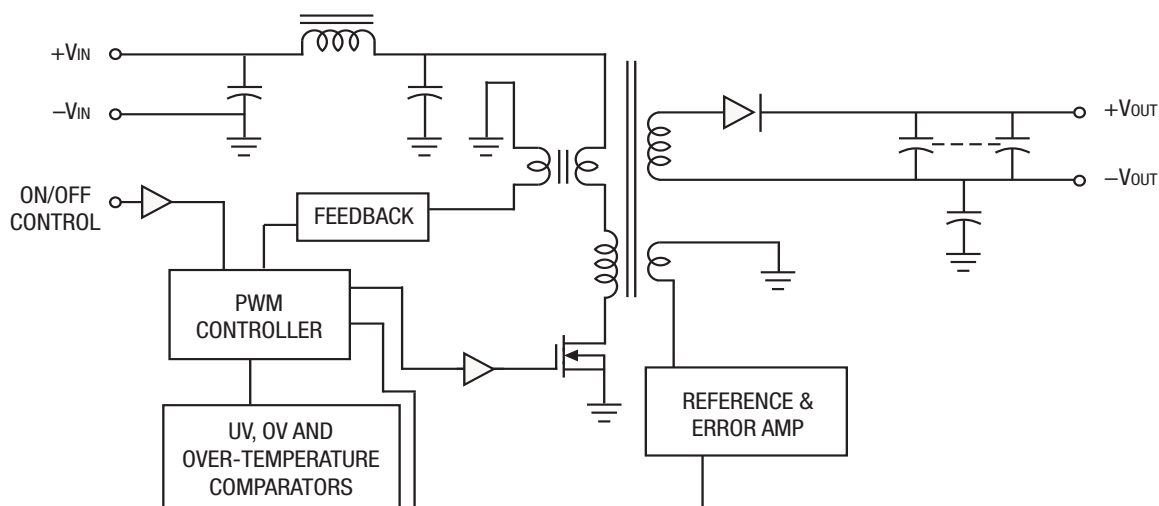 +VIN
−VIN
+VOUT
−VOUT
ON/OFF
CONTROL
FEEDBACK
PWM
CONTROLLER
REFERENCE &
ERROR AMP
UV, OV AND
OVER-TEMPERATURE
COMPARATORS